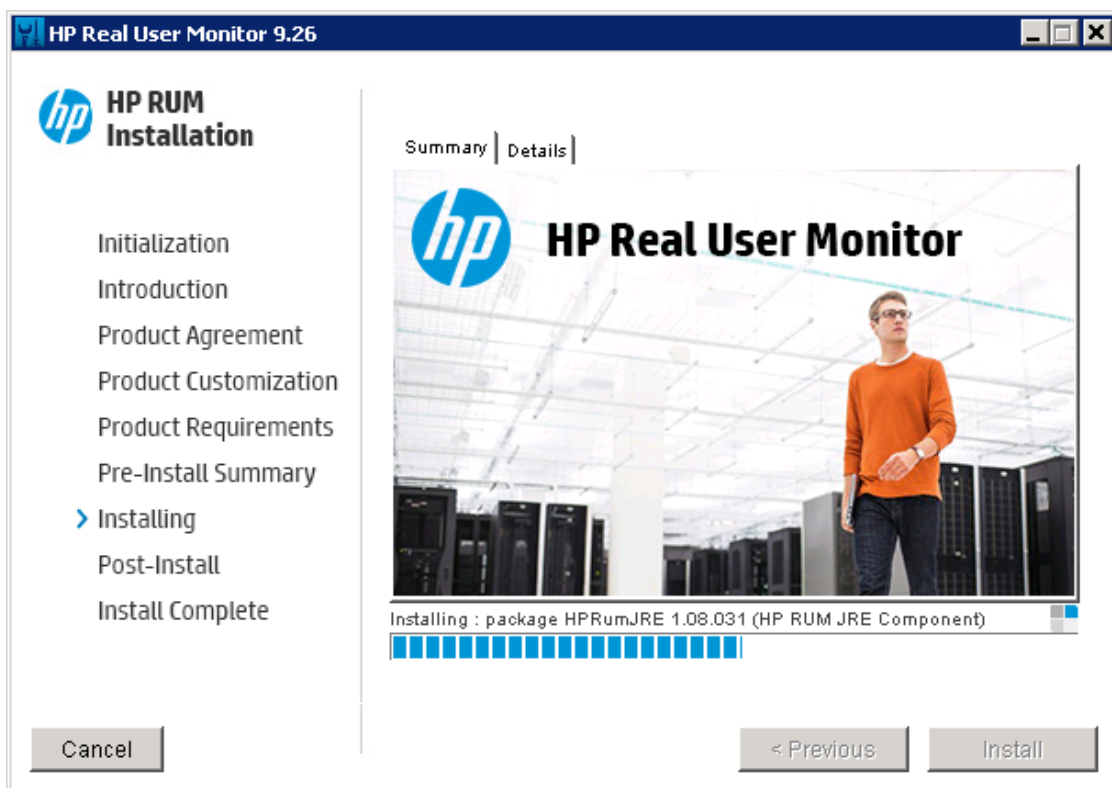 HP Real User Monitor 9.26
hp
HP RUM
Installation
Initialization
Introduction
Product Agreement
Product Customization
Product Requirements
Pre-Install Summary
Installing
Post-Install
Install Complete
Summary
Details
hp
HP Real User Monitor
Installing : package HPRumJRE 1.08.031 (HP RUM JRE Component)
Cancel
< Previous
Install